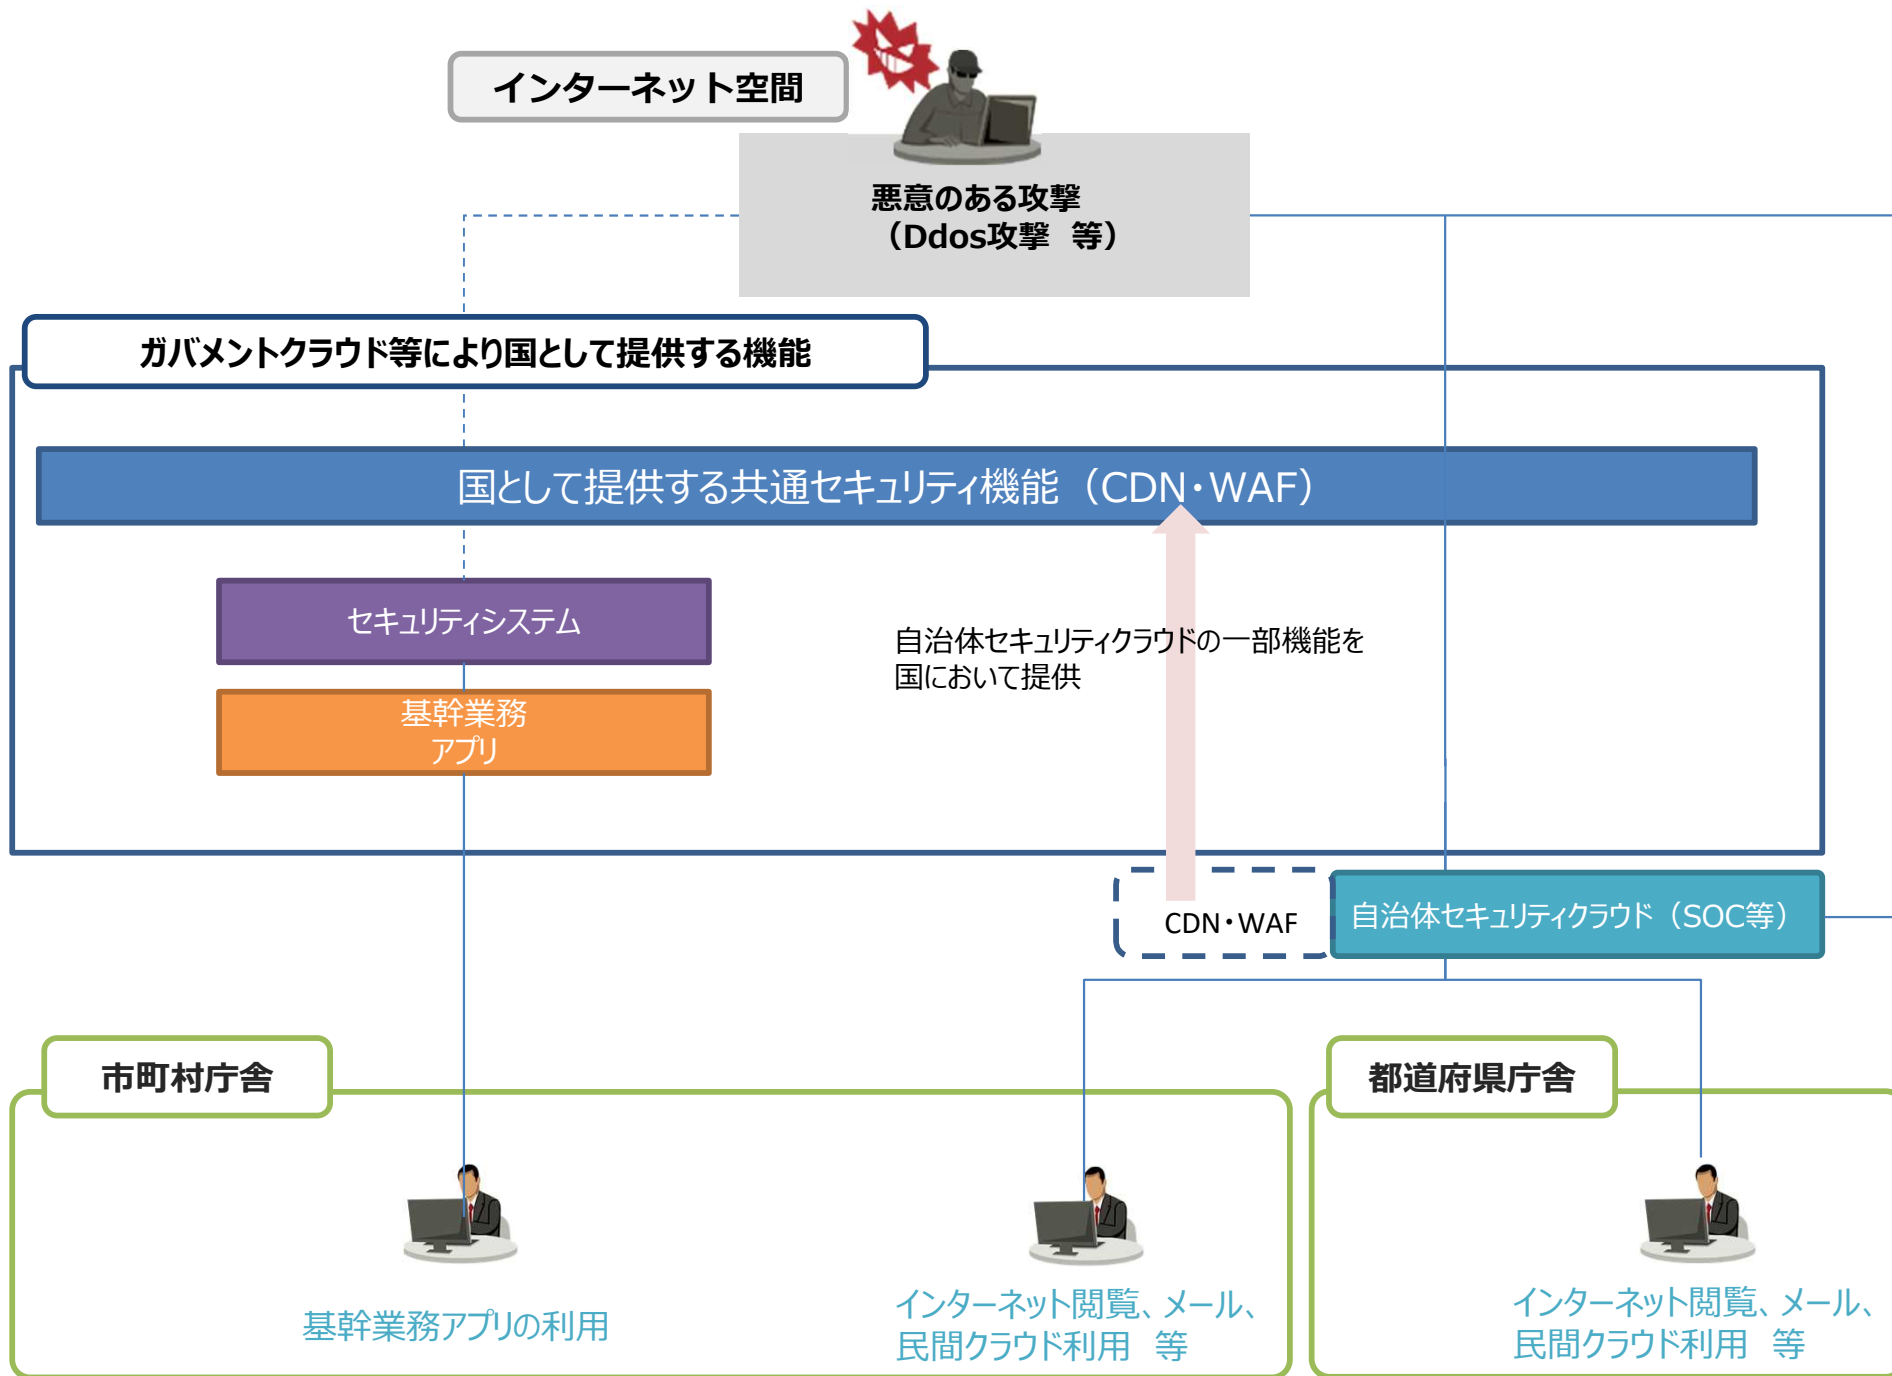 インターネット空間
悪意のある攻撃
（Ddos攻撃 等）
ガバメントクラウド等により国として提供する機能
国として提供する共通セキュリティ機能（CDN・WAF）
セキュリティシステム
基幹業務
アプリ
自治体セキュリティクラウドの一部機能を
国において提供
CDN・WAF
自治体セキュリティクラウド（SOC等）
市町村庁舎
都道府県庁舎
基幹業務アプリの利用
インターネット閲覧、メール、
民間クラウド利用 等
インターネット閲覧、メール、
民間クラウド利用 等